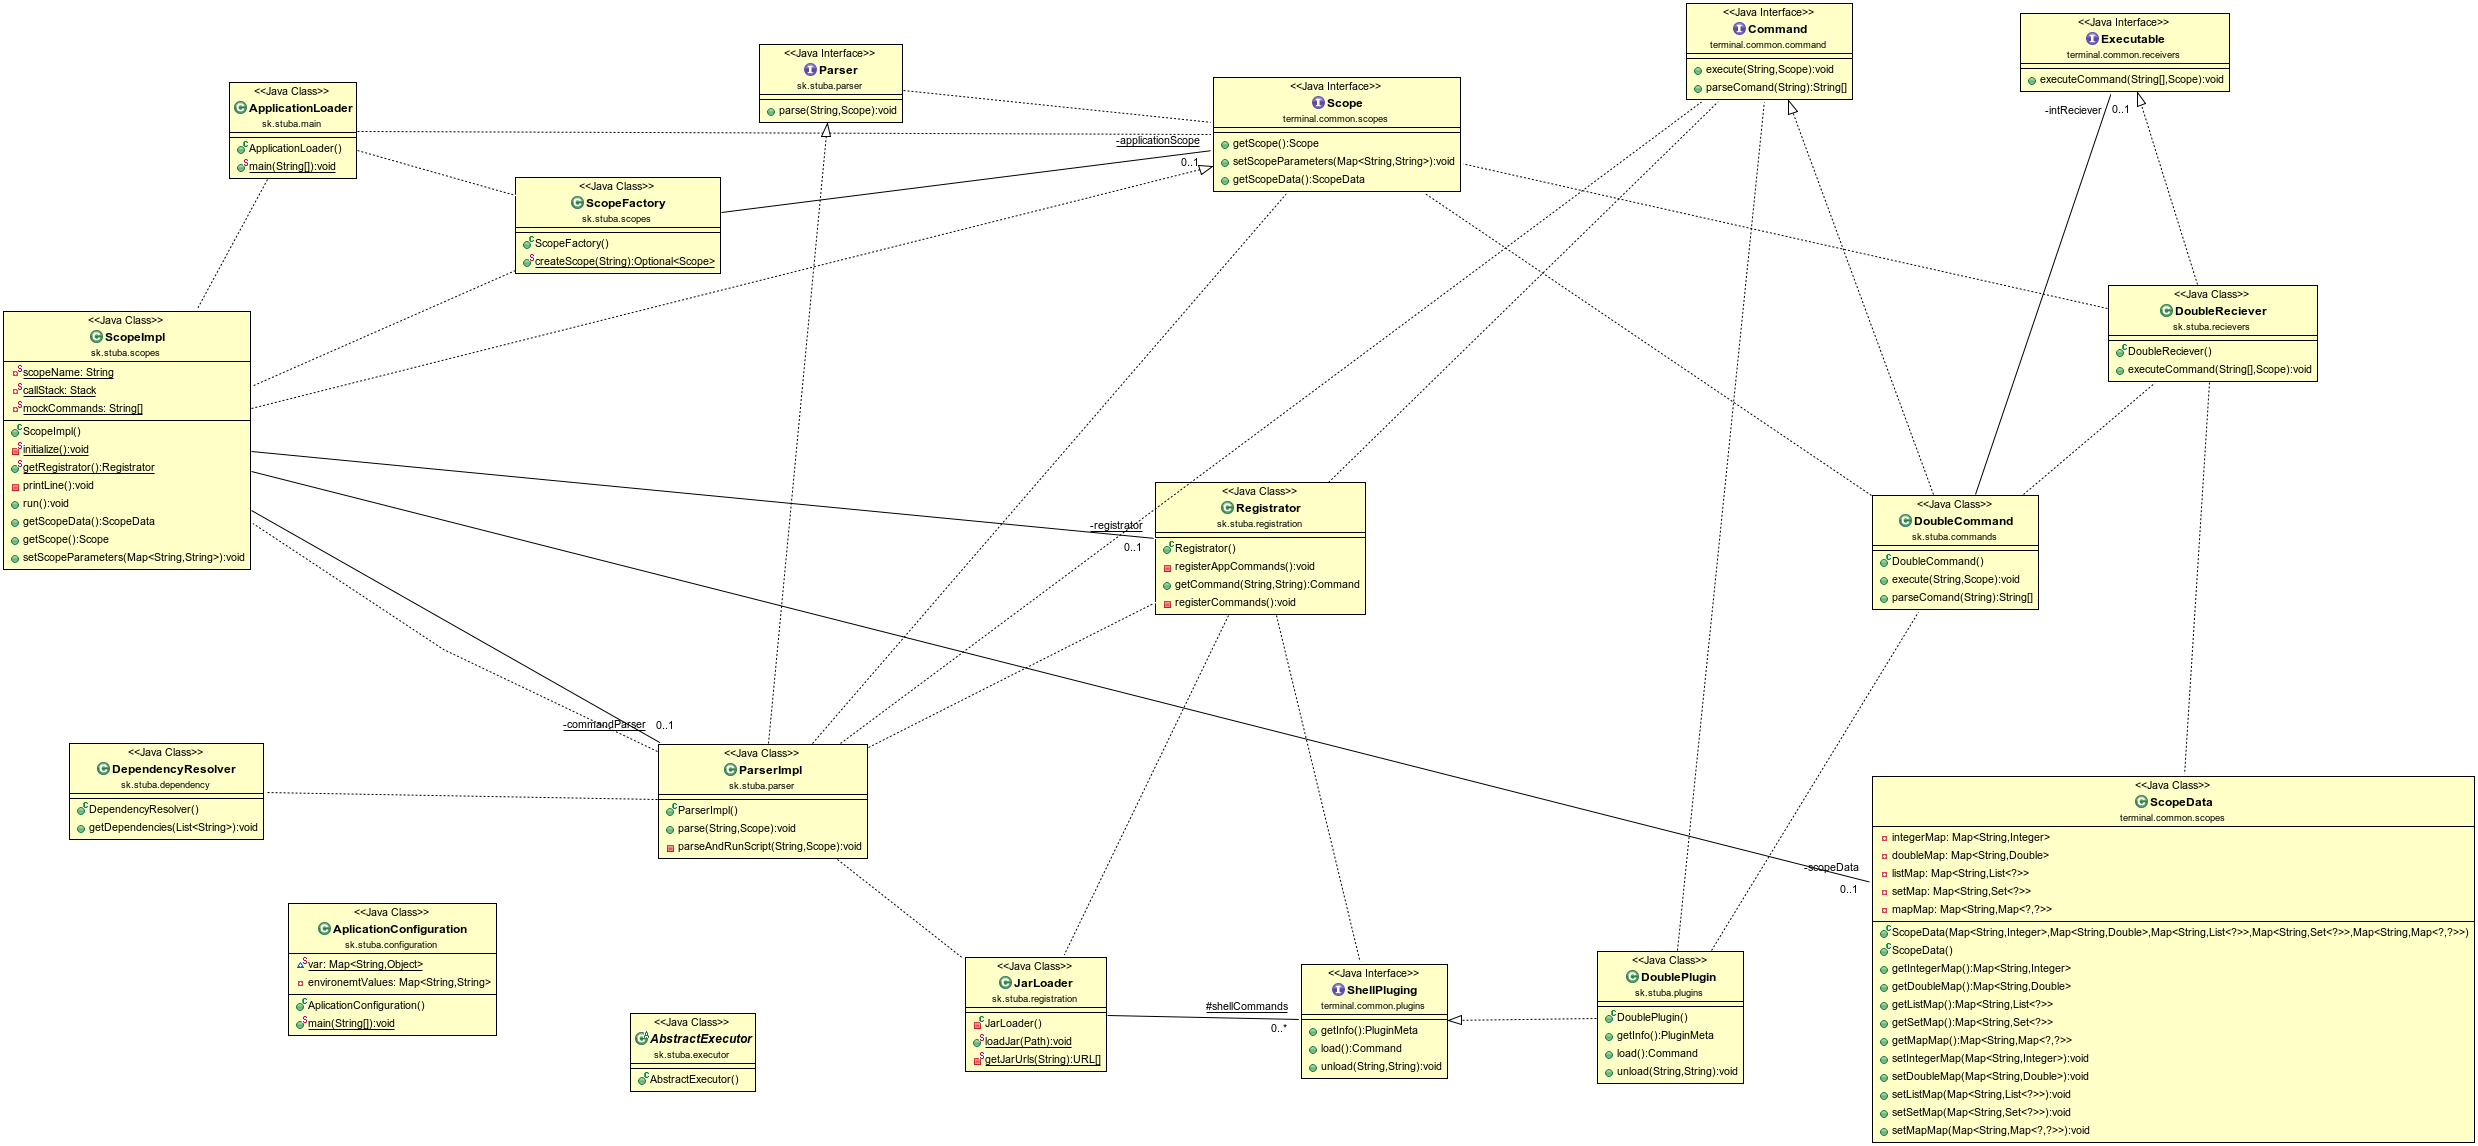 <<Java Interface>>
Command
terminal.common.command
execute(String,Scope):void
parseComand(String):String[]
<<Java Interface>>
Executable
terminal.common.receivers
executeCommand(String[],Scope):void
-intReciever
0..1
<<Java Interface>>
Parser
sk.stuba.parser
parse(String,Scope):void
<<Java Interface>>
Scope
terminal.common.scopes
getScope():Scope
setScopeParameters(Map<String,String>):void
getScopeData():ScopeData
-applicationScope
0..1
<<Java Class>>
ApplicationLoader
sk.stuba.main
ApplicationLoader()
main(String[]):void
<<Java Class>>
ScopeFactory
sk.stuba.scopes
ScopeFactory()
createScope(String):Optional<Scope>
<<Java Class>>
DoubleReciever
sk.stuba.recievers
DoubleReciever()
executeCommand(String[],Scope):void
<<Java Class>>
ScopeImpl
sk.stuba.scopes
scopeName: String
callStack: Stack
mockCommands: String[]
ScopeImpl()
initialize():void
getRegistrator():Registrator
printLine():void
run():void
getScopeData():ScopeData
getScope():Scope
setScopeParameters(Map<String,String>):void
-registrator
0..1
<<Java Class>>
Registrator
sk.stuba.registration
Registrator()
registerAppCommands():void
getCommand(String,String):Command
registerCommands():void
<<Java Class>>
DoubleCommand
sk.stuba.commands
DoubleCommand()
execute(String,Scope):void
parseComand(String):String[]
-commandParser
0..1
<<Java Class>>
DependencyResolver
sk.stuba.dependency
DependencyResolver()
getDependencies(List<String>):void
<<Java Class>>
ParserImpl
sk.stuba.parser
ParserImpl()
parse(String,Scope):void
parseAndRunScript(String,Scope):void
-scopeData
0..1
<<Java Class>>
ScopeData
terminal.common.scopes
integerMap: Map<String,Integer>
doubleMap: Map<String,Double>
listMap: Map<String,List<?>>
setMap: Map<String,Set<?>>
mapMap: Map<String,Map<?,?>>
ScopeData(Map<String,Integer>,Map<String,Double>,Map<String,List<?>>,Map<String,Set<?>>,Map<String,Map<?,?>>)
ScopeData()
getIntegerMap():Map<String,Integer>
getDoubleMap():Map<String,Double>
getListMap():Map<String,List<?>>
getSetMap():Map<String,Set<?>>
getMapMap():Map<String,Map<?,?>>
setIntegerMap(Map<String,Integer>):void
setDoubleMap(Map<String,Double>):void
setListMap(Map<String,List<?>>):void
setSetMap(Map<String,Set<?>>):void
setMapMap(Map<String,Map<?,?>>):void
<<Java Class>>
AplicationConfiguration
sk.stuba.configuration
var: Map<String,Object>
environemtValues: Map<String,String>
AplicationConfiguration()
main(String[]):void
<<Java Class>>
AbstractExecutor
sk.stuba.executor
AbstractExecutor()
<<Java Class>>
JarLoader
sk.stuba.registration
JarLoader()
loadJar(Path):void
getJarUrls(String):URL[]
#shellCommands
0..*
<<Java Interface>>
ShellPluging
terminal.common.plugins
getInfo():PluginMeta
load():Command
unload(String,String):void
<<Java Class>>
DoublePlugin
sk.stuba.plugins
DoublePlugin()
getInfo():PluginMeta
load():Command
unload(String,String):void